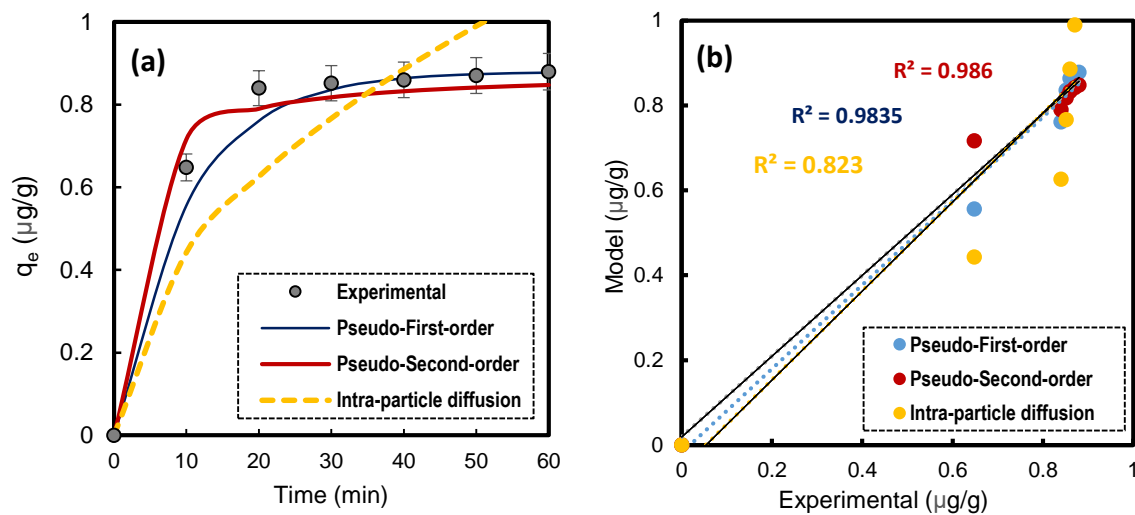 (a)
1
0.8
0.6
0.4
0.2
0
0
10
20
30
40
50
60
qe (µg/g)
Time (min)
Experimental
Pseudo-First-order
Pseudo-Second-order
Intra-particle diffusion
(b)
R² = 0.986
R² = 0.9835
R² = 0.823
1
0.8
0.6
0.4
0.2
0
0
0.2
0.4
0.6
0.8
1
Model (µg/g)
Experimental (µg/g)
Pseudo-First-order
Pseudo-Second-order
Intra-particle diffusion